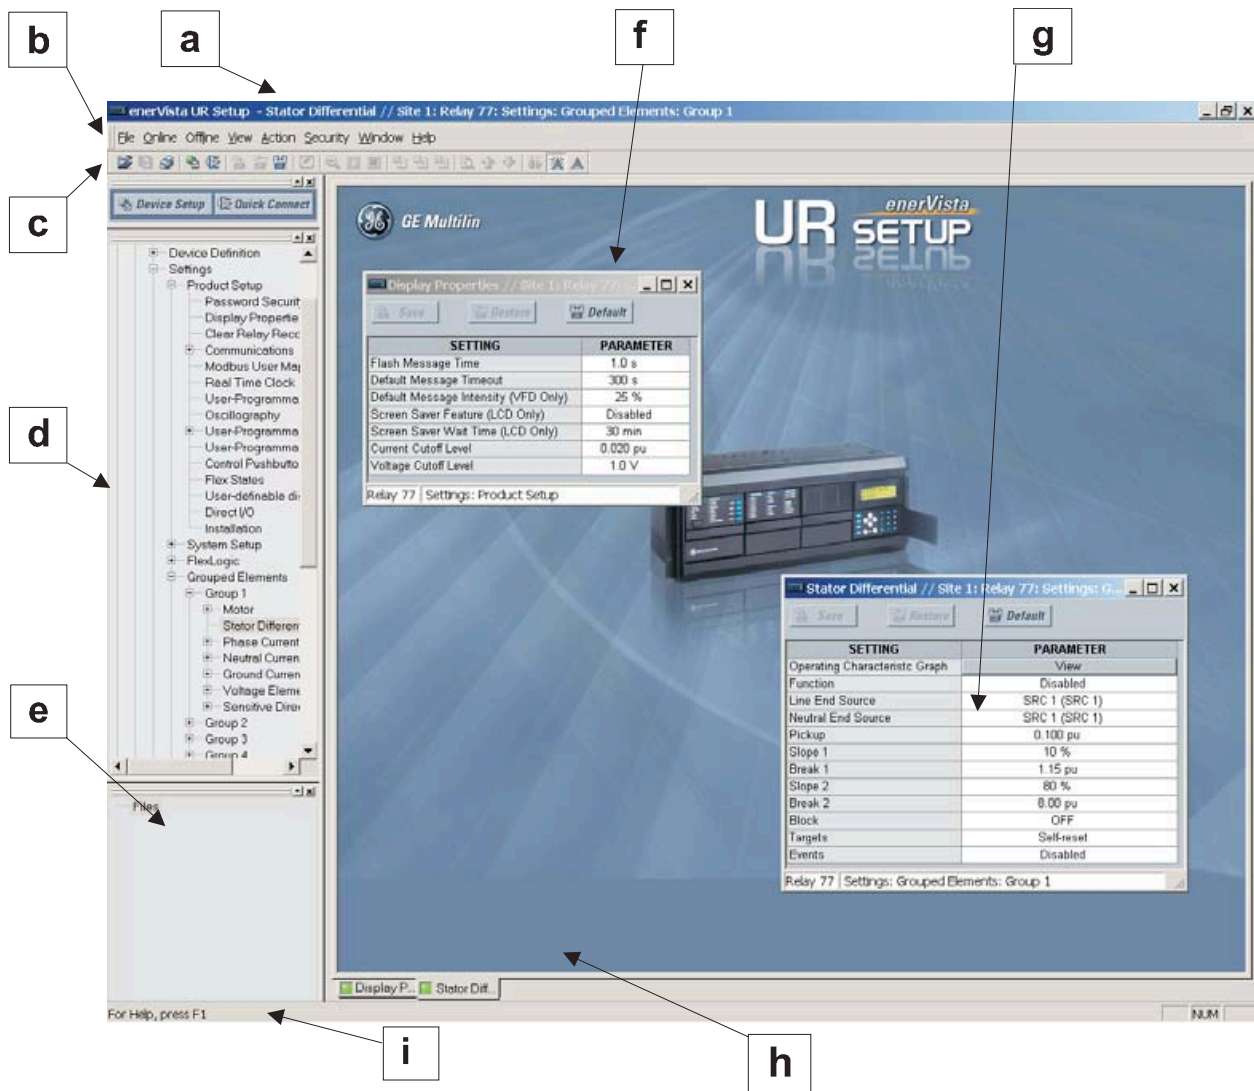 b
a
f
g
enerVista UR Setup - Stator Differential // Site 1: Relay 77: Settings: Grouped Elements: Group 1
File Online Offline View Action Security Window Help
c
Device Setup Quick Connect
GE Multilin
UR
enerVista
SETUP
Device Definition
Settings
Product Setup
Password Securit
Display Propertie
Clear Relay Reco
Communications
Modbus User Map
Real Time Clock
User-Programma
Oscillography
User-Programma
User-Programma
Control Pushbutto
Flex States
User-definable di
Direct I/O
Installation
System Setup
FlexLogic
Grouped Elements
Group 1
Motor
Stator Differen
Phase Current
Neutral Curren
Ground Curren
Voltage Eleme
Sensitive Dire
Group 2
Group 3
Group 4
d
Display Properties // Site 1: Relay 77:
Save Restore Default
SETTING PARAMETER
Flash Message Time 1.0 s
Default Message Timeout 300 s
Default Message Intensity (VFD Only) 25 %
Screen Saver Feature (LCD Only) Disabled
Screen Saver Wait Time (LCD Only) 30 min
Current Cutoff Level 0.020 pu
Voltage Cutoff Level 1.0 V
Relay 77 Settings: Product Setup
Stator Differential // Site 1: Relay 77: Settings: G...
Save Restore Default
SETTING PARAMETER
Operating Characteristic Graph View
Function Disabled
Line End Source SRC 1 (SRC 1)
Neutral End Source SRC 1 (SRC 1)
Pickup 0.100 pu
Slope 1 10 %
Break 1 1.15 pu
Slope 2 80 %
Break 2 8.00 pu
Block OFF
Targets Self-reset
Events Disabled
Relay 77 Settings: Grouped Elements: Group 1
e
Files
Display P... Stator Diff...
For Help, press F1
NUM
i
h